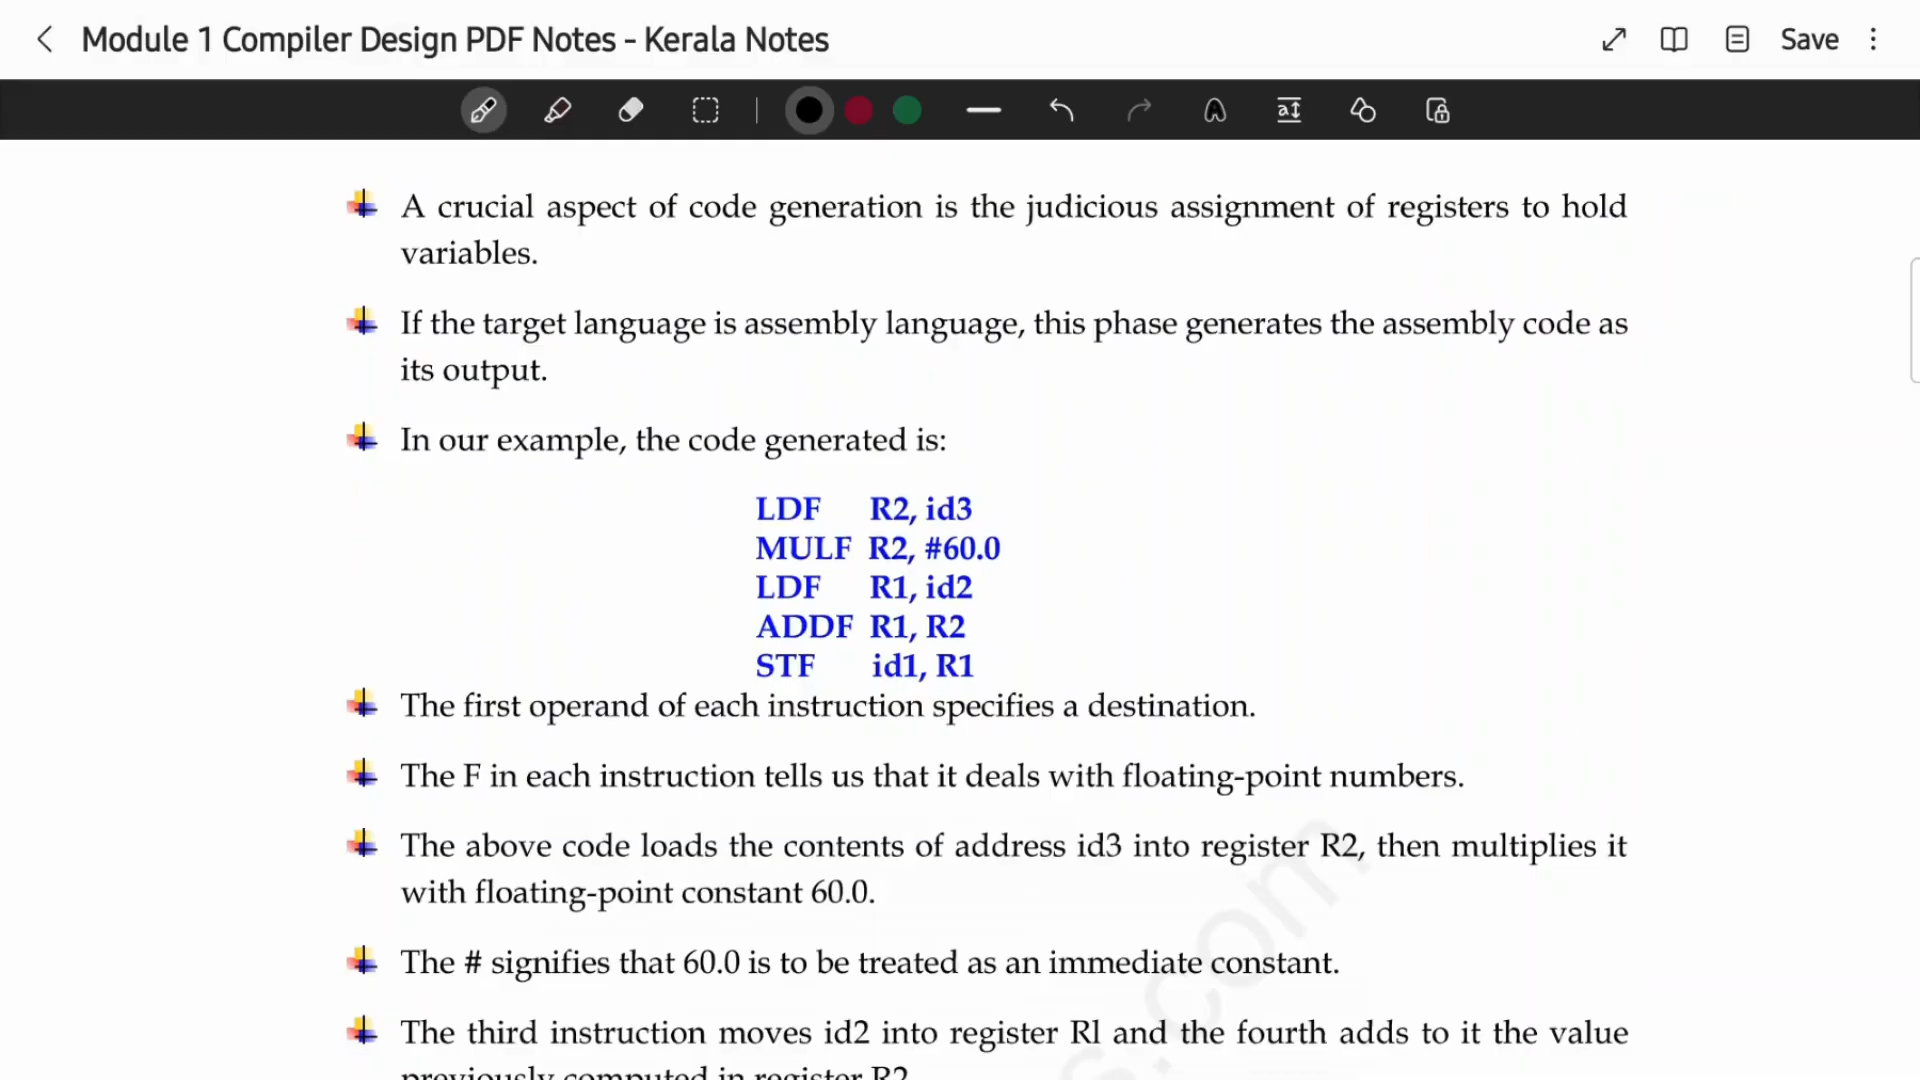 Module 1 Compiler Design PDF Notes - Kerala Notes
Save
A crucial aspect of code generation is the judicious assignment of registers to hold
variables.
If the target language is assembly language, this phase generates the assembly code as
its output.
In our example, the code generated is:
LDF R2, id3
MULF R2, #60.0
LDF R1, id2
ADDF R1, R2
STF id1, R1
The first operand of each instruction specifies a destination.
The F in each instruction tells us that it deals with floating-point numbers.
The above code loads the contents of address id3 into register R2, then multiplies it
with floating-point constant 60.0.
The # signifies that 60.0 is to be treated as an immediate constant.
The third instruction moves id2 into register Rl and the fourth adds to it the value
previously computed in register R2
s.com